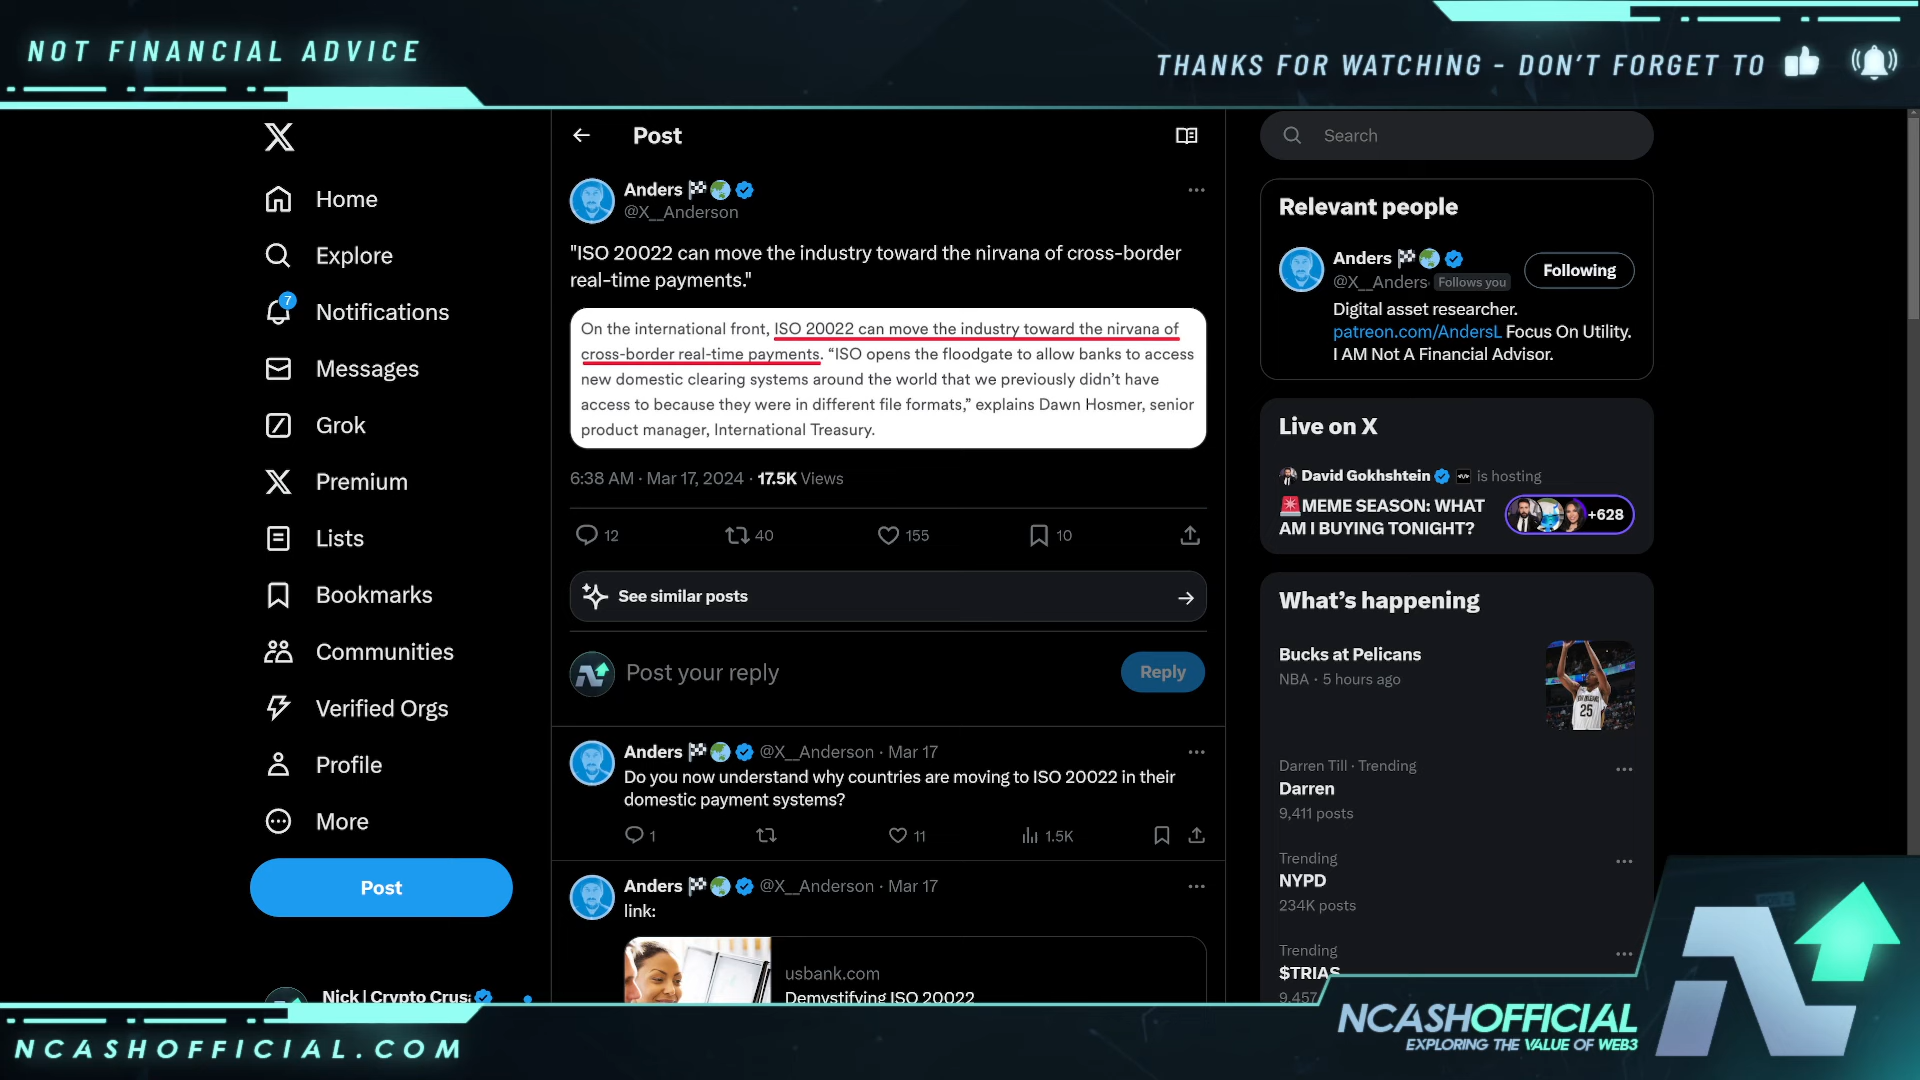 NOT FINANCIAL ADVICE
THANKS FOR WATCHING - DON'T FORGET TO
Home
Explore
7
Notifications
Messages
Grok
Premium
Lists
Bookmarks
Communities
Verified Orgs
Profile
More
Post
Nick | Crypto Crus
Post
Anders
@X__Anderson
"ISO 20022 can move the industry toward the nirvana of cross-border
real-time payments."
On the international front, ISO 20022 can move the industry toward the nirvana of
cross-border real-time payments. “ISO opens the floodgate to allow banks to access
new domestic clearing systems around the world that we previously didn’t have
access to because they were in different file formats,” explains Dawn Hosmer, senior
product manager, International Treasury.
6:38 AM · Mar 17, 2024 · 17.5K Views
12 40 155 10
See similar posts
Post your reply
Reply
Anders @X__Anderson · Mar 17
Do you now understand why countries are moving to ISO 20022 in their
domestic payment systems?
1 11 1.5K
Anders @X__Anderson · Mar 17
link:
usbank.com
Demystifying ISO 20022
Search
Relevant people
Anders
@X__Anders Follows you
Following
Digital asset researcher.
patreon.com/AndersL Focus On Utility.
I AM Not A Financial Advisor.
Live on X
David Gokhshtein is hosting
MEME SEASON: WHAT
AM I BUYING TONIGHT?
+628
What’s happening
Bucks at Pelicans
NBA · 5 hours ago
25
Darren Till · Trending
Darren
9,411 posts
Trending
NYPD
234K posts
Trending
$TRIAS
9,457
NCASHOFFICIAL.COM
NCASHOFFICIAL
EXPLORING THE VALUE OF WEB3